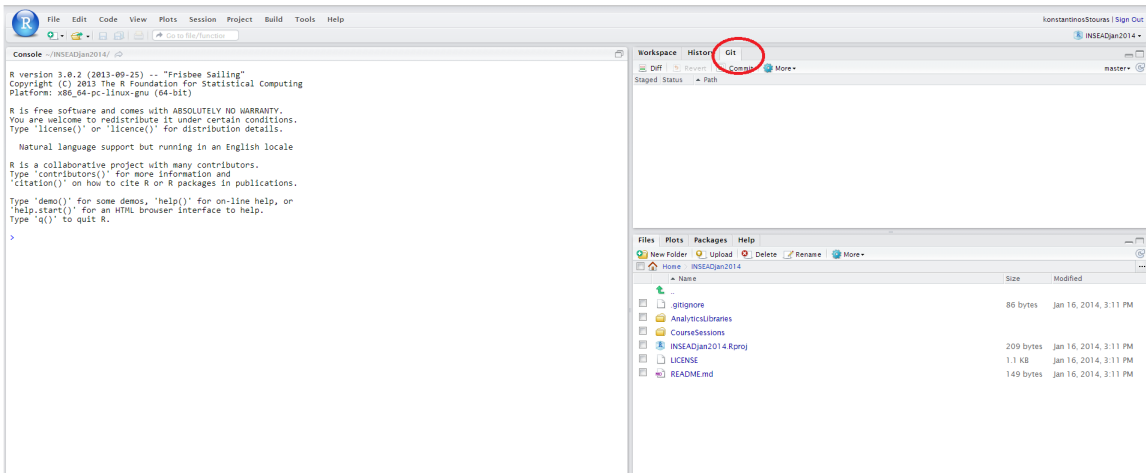 File Edit Code View Plots Session Project Build Tools Help
konstantinosStouras | Sign Out
R
Go to file/function
INSEADjan2014
Console ~/INSEADjan2014/
R version 3.0.2 (2013-09-25) -- "Frisbee Sailing"
Copyright (C) 2013 The R Foundation for Statistical Computing
Platform: x86_64-pc-linux-gnu (64-bit)
R is free software and comes with ABSOLUTELY NO WARRANTY.
You are welcome to redistribute it under certain conditions.
Type 'license()' or 'licence()' for distribution details.
Natural language support but running in an English locale
R is a collaborative project with many contributors.
Type 'contributors()' for more information and
'citation()' on how to cite R or R packages in publications.
Type 'demo()' for some demos, 'help()' for on-line help, or
'help.start()' for an HTML browser interface to help.
Type 'q()' to quit R.
>
Workspace History Git
Diff Revert Commit More
master
Staged Status Path
Files Plots Packages Help
New Folder Upload Delete Rename More
Home INSEADjan2014
Name Size Modified
..
.gitignore 86 bytes Jan 16, 2014, 3:11 PM
AnalyticsLibraries
CourseSessions
INSEADjan2014.Rproj 209 bytes Jan 16, 2014, 3:11 PM
LICENSE 1.1 KB Jan 16, 2014, 3:11 PM
README.md 149 bytes Jan 16, 2014, 3:11 PM